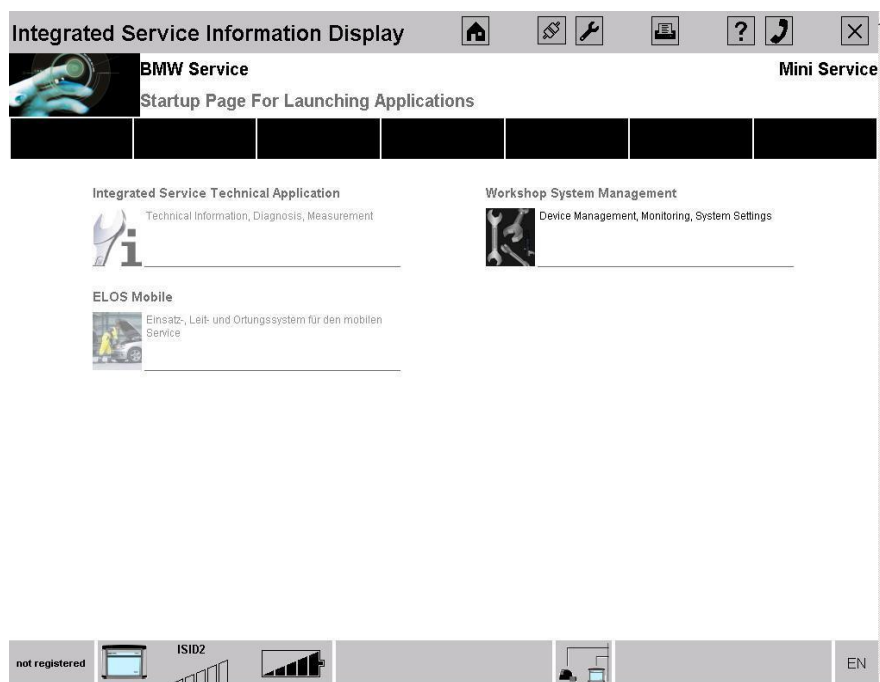 Integrated Service Information Display
?
BMW Service
Mini Service
Startup Page For Launching Applications
Integrated Service Technical Application
Technical Information, Diagnosis, Measurement
i
Workshop System Management
Device Management, Monitoring, System Settings
ELOS Mobile
Einsatz-, Leit- und Ortungssystem für den mobilen
Service
not registered
ISID2
EN